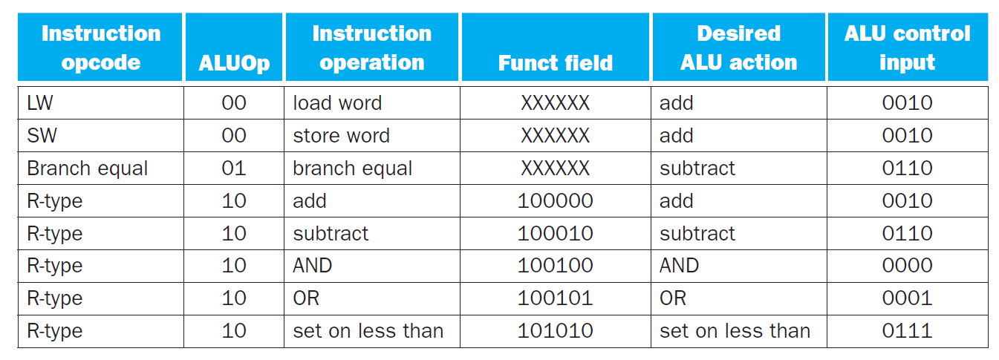 Instruction opcode ALUOp Instruction operation Funct field Desired ALU action ALU control input
LW 00 load word XXXXXX add 0010
SW 00 store word XXXXXX add 0010
Branch equal 01 branch equal XXXXXX subtract 0110
R-type 10 add 100000 add 0010
R-type 10 subtract 100010 subtract 0110
R-type 10 AND 100100 AND 0000
R-type 10 OR 100101 OR 0001
R-type 10 set on less than 101010 set on less than 0111